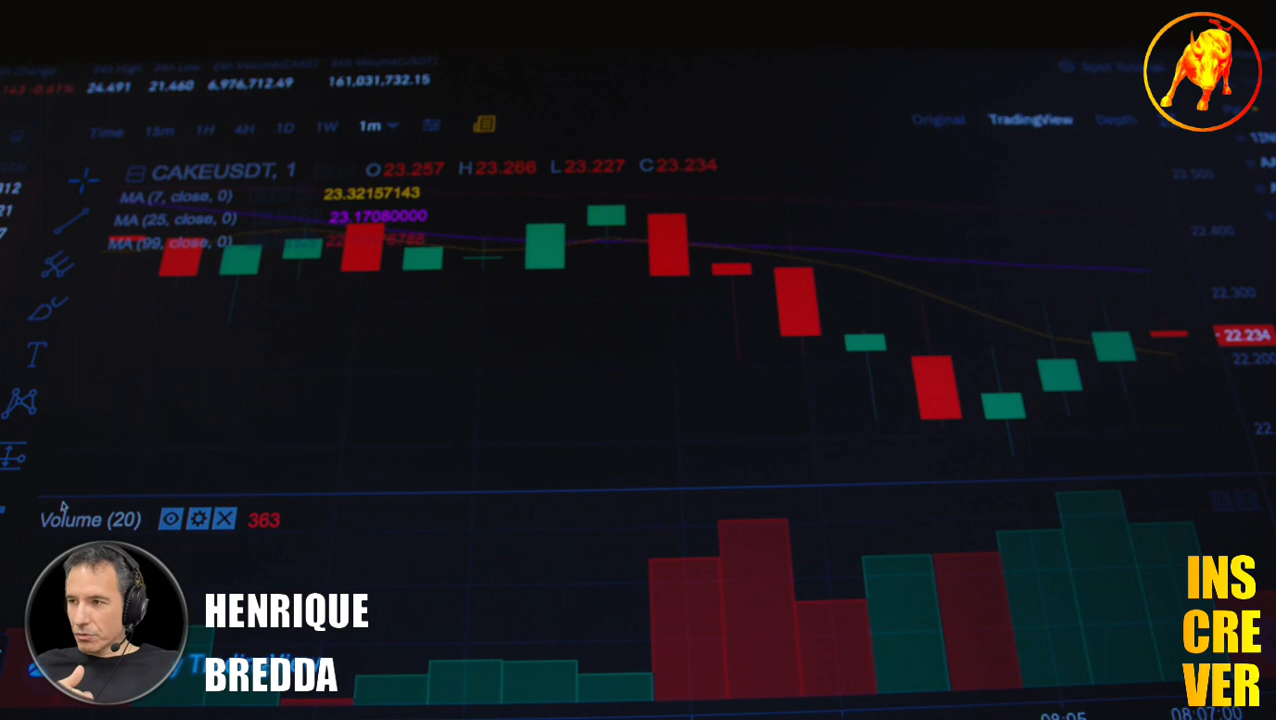 24.491 21.460 6,976,712.49 161,031,732.15
Time 15m 1H 4H 1D 1W 1m
Original TradingView Depth
CAKEUSDT, 1 O23.257 H23.266 L23.227 C23.234
MA (7, close, 0) 23.32157143
MA (25, close, 0) 23.17080000
MA (99, close, 0)
22.500
22.400
22.300
22.234
22.200
Volume (20) 363
HENRIQUE
BREDDA
TradingView
INS
CRE
VER
08:05 08:07:00